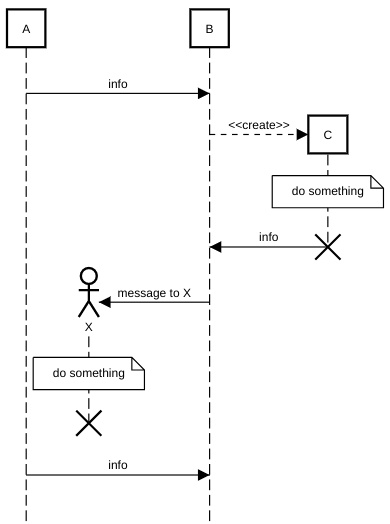 A
B
info
<<create>>
C
do something
info
message to X
X
do something
info